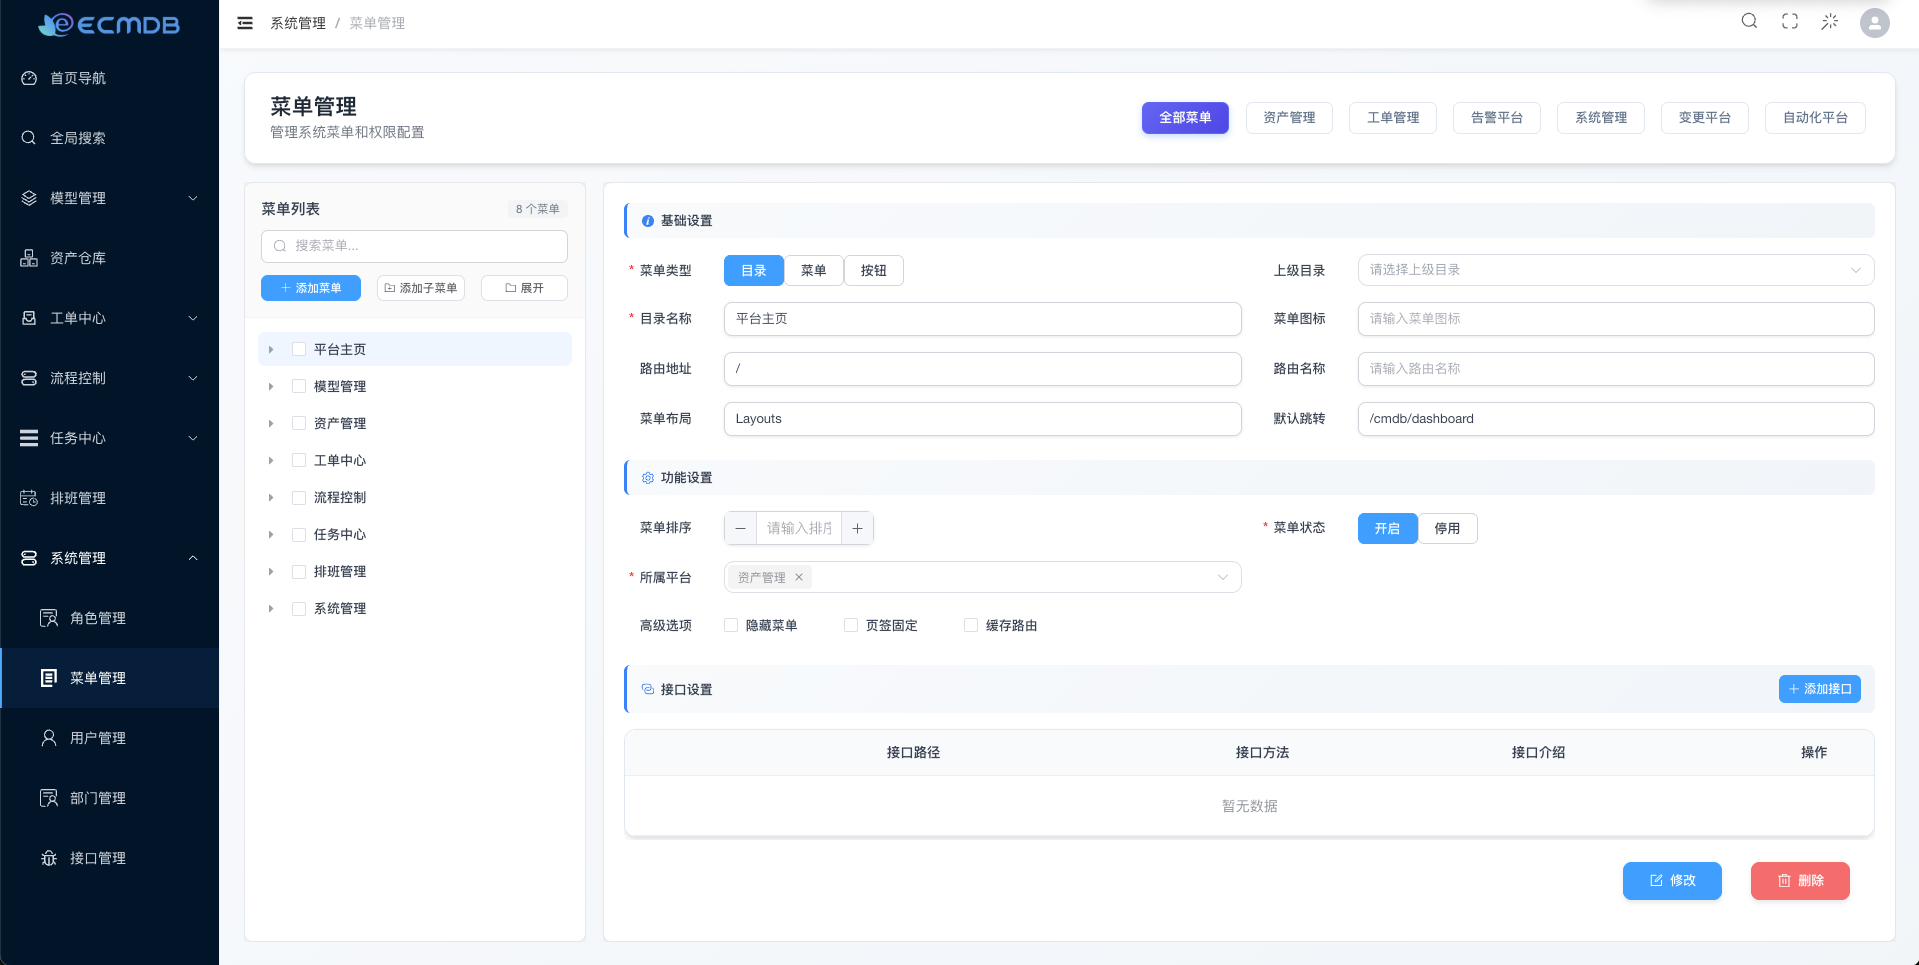 ECMDB
首页导航
全局搜索
模型管理
资产仓库
工单中心
流程控制
任务中心
排班管理
系统管理
角色管理
菜单管理
用户管理
部门管理
接口管理
系统管理 / 菜单管理
菜单管理
管理系统菜单和权限配置
全部菜单 资产管理 工单管理 告警平台 系统管理 变更平台 自动化平台
菜单列表 8 个菜单
搜索菜单...
添加菜单 添加子菜单 展开
平台主页
模型管理
资产管理
工单中心
流程控制
任务中心
排班管理
系统管理
基础设置
* 菜单类型 目录 菜单 按钮 上级目录 请选择上级目录
* 目录名称 平台主页 菜单图标 请输入菜单图标
路由地址 / 路由名称 请输入路由名称
菜单布局 Layouts 默认跳转 /cmdb/dashboard
功能设置
菜单排序 请输入排序 * 菜单状态 开启 停用
* 所属平台 资产管理
高级选项 隐藏菜单 页签固定 缓存路由
接口设置 添加接口
接口路径 接口方法 接口介绍 操作
暂无数据
修改 删除